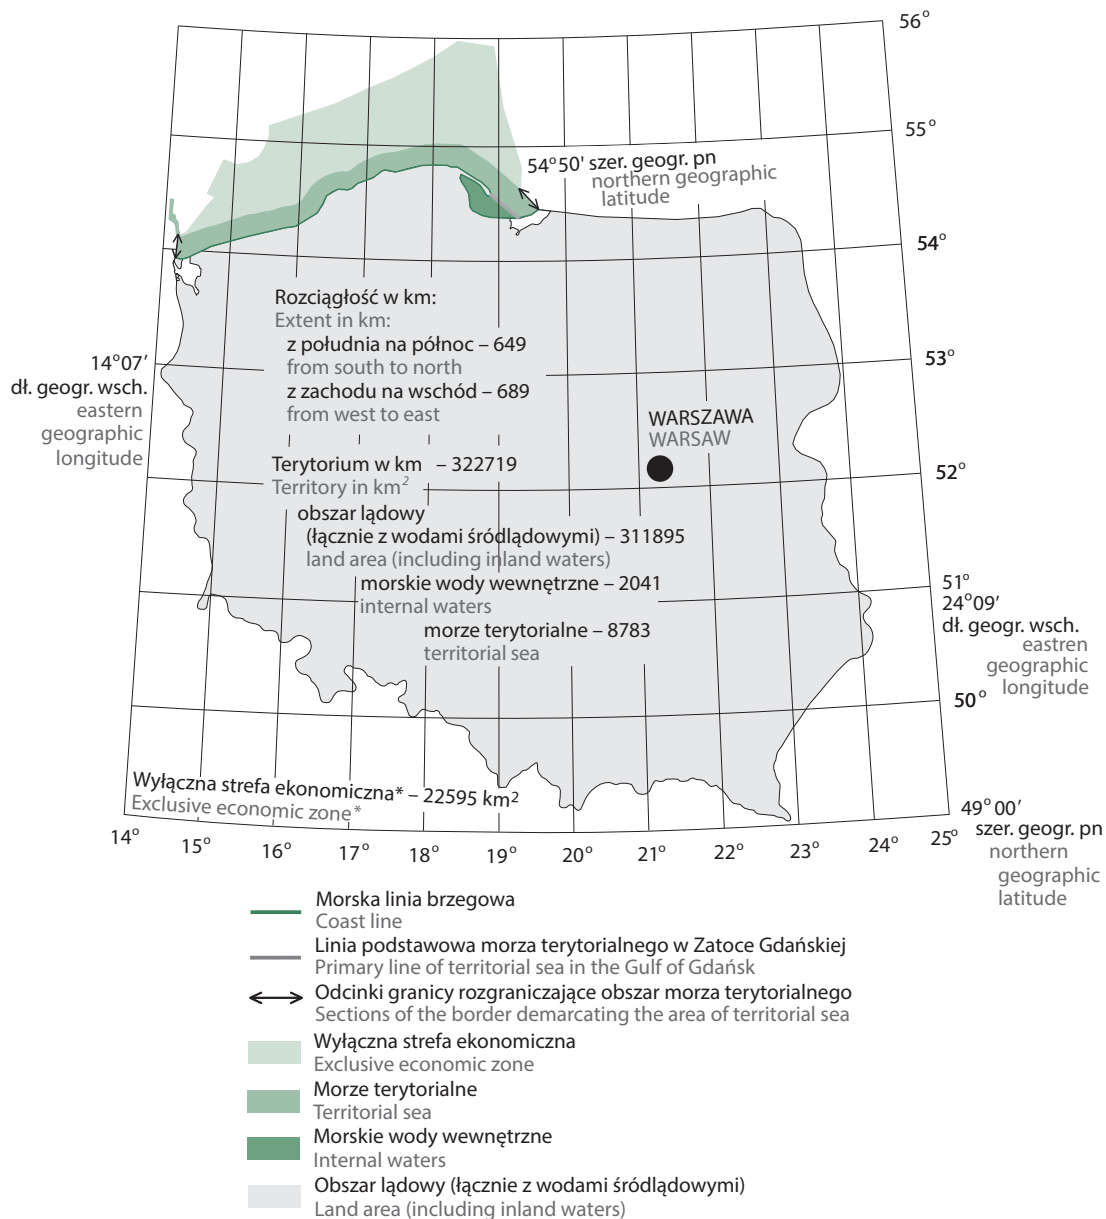 56°
55°
54°50' szer. geogr. pn
northern geographic
latitude
54°
Rozciągłość w km:
Extent in km:
z południa na północ – 649
from south to north
z zachodu na wschód – 689
from west to east
53°
14°07'
dł. geogr. wsch.
eastern
geographic
longitude
WARSZAWA
WARSAW
Terytorium w km – 322719
Territory in km²
52°
obszar lądowy
(łącznie z wodami śródlądowymi) – 311895
land area (including inland waters)
morskie wody wewnętrzne – 2041
internal waters
morze terytorialne – 8783
territorial sea
51°
24°09'
dł. geogr. wsch.
eastren
geographic
longitude
50°
Wyłączna strefa ekonomiczna* – 22595 km²
Exclusive economic zone*
49°00'
szer. geogr. pn
northern
geographic
latitude
14° 15° 16° 17° 18° 19° 20° 21° 22° 23° 24° 25°
Morska linia brzegowa
Coast line
Linia podstawowa morza terytorialnego w Zatoce Gdańskiej
Primary line of territorial sea in the Gulf of Gdańsk
Odcinki granicy rozgraniczające obszar morza terytorialnego
Sections of the border demarcating the area of territorial sea
Wyłączna strefa ekonomiczna
Exclusive economic zone
Morze terytorialne
Territorial sea
Morskie wody wewnętrzne
Internal waters
Obszar lądowy (łącznie z wodami śródlądowymi)
Land area (including inland waters)